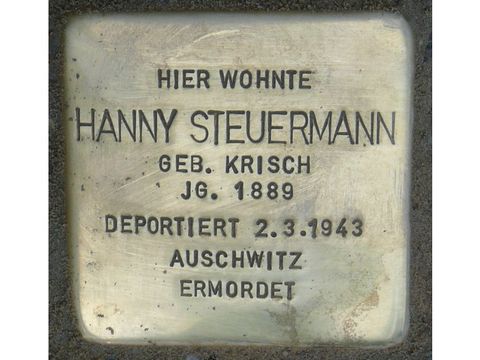 HIER WOHNTE
HANNY STEUERMANN
GEB. KRISCH
JG. 1889
DEPORTIERT 2.3.1943
AUSCHWITZ
ERMORDET